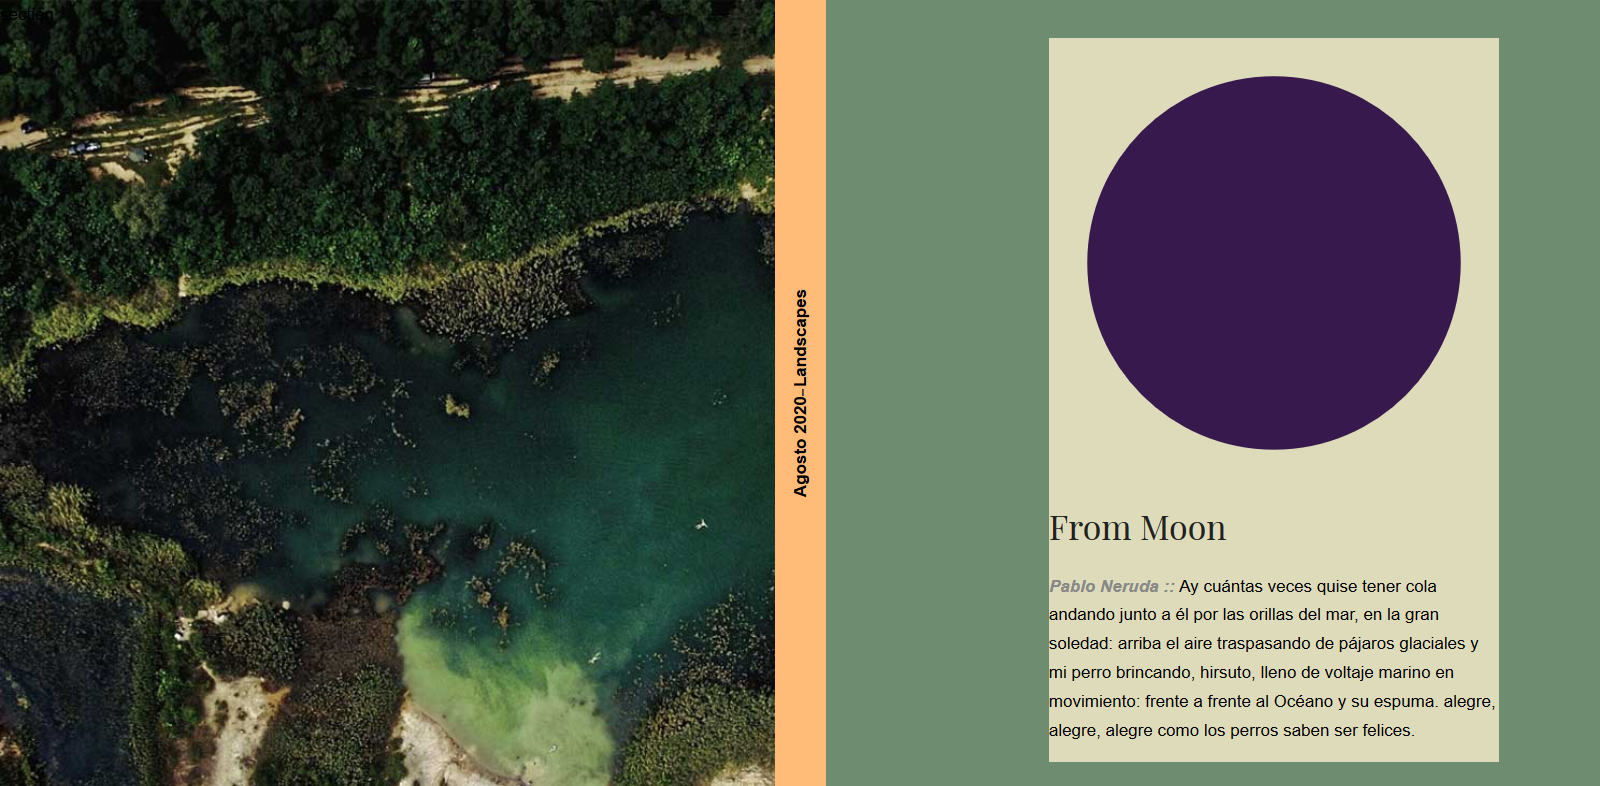 section
Agosto 2020-Landscapes
From Moon
Pablo Neruda :: Ay cuántas veces quise tener cola
andando junto a él por las orillas del mar, en la gran
soledad: arriba el aire traspasando de pájaros glaciales y
mi perro brincando, hirsuto, lleno de voltaje marino en
movimiento: frente a frente al Océano y su espuma. alegre,
alegre, alegre como los perros saben ser felices.